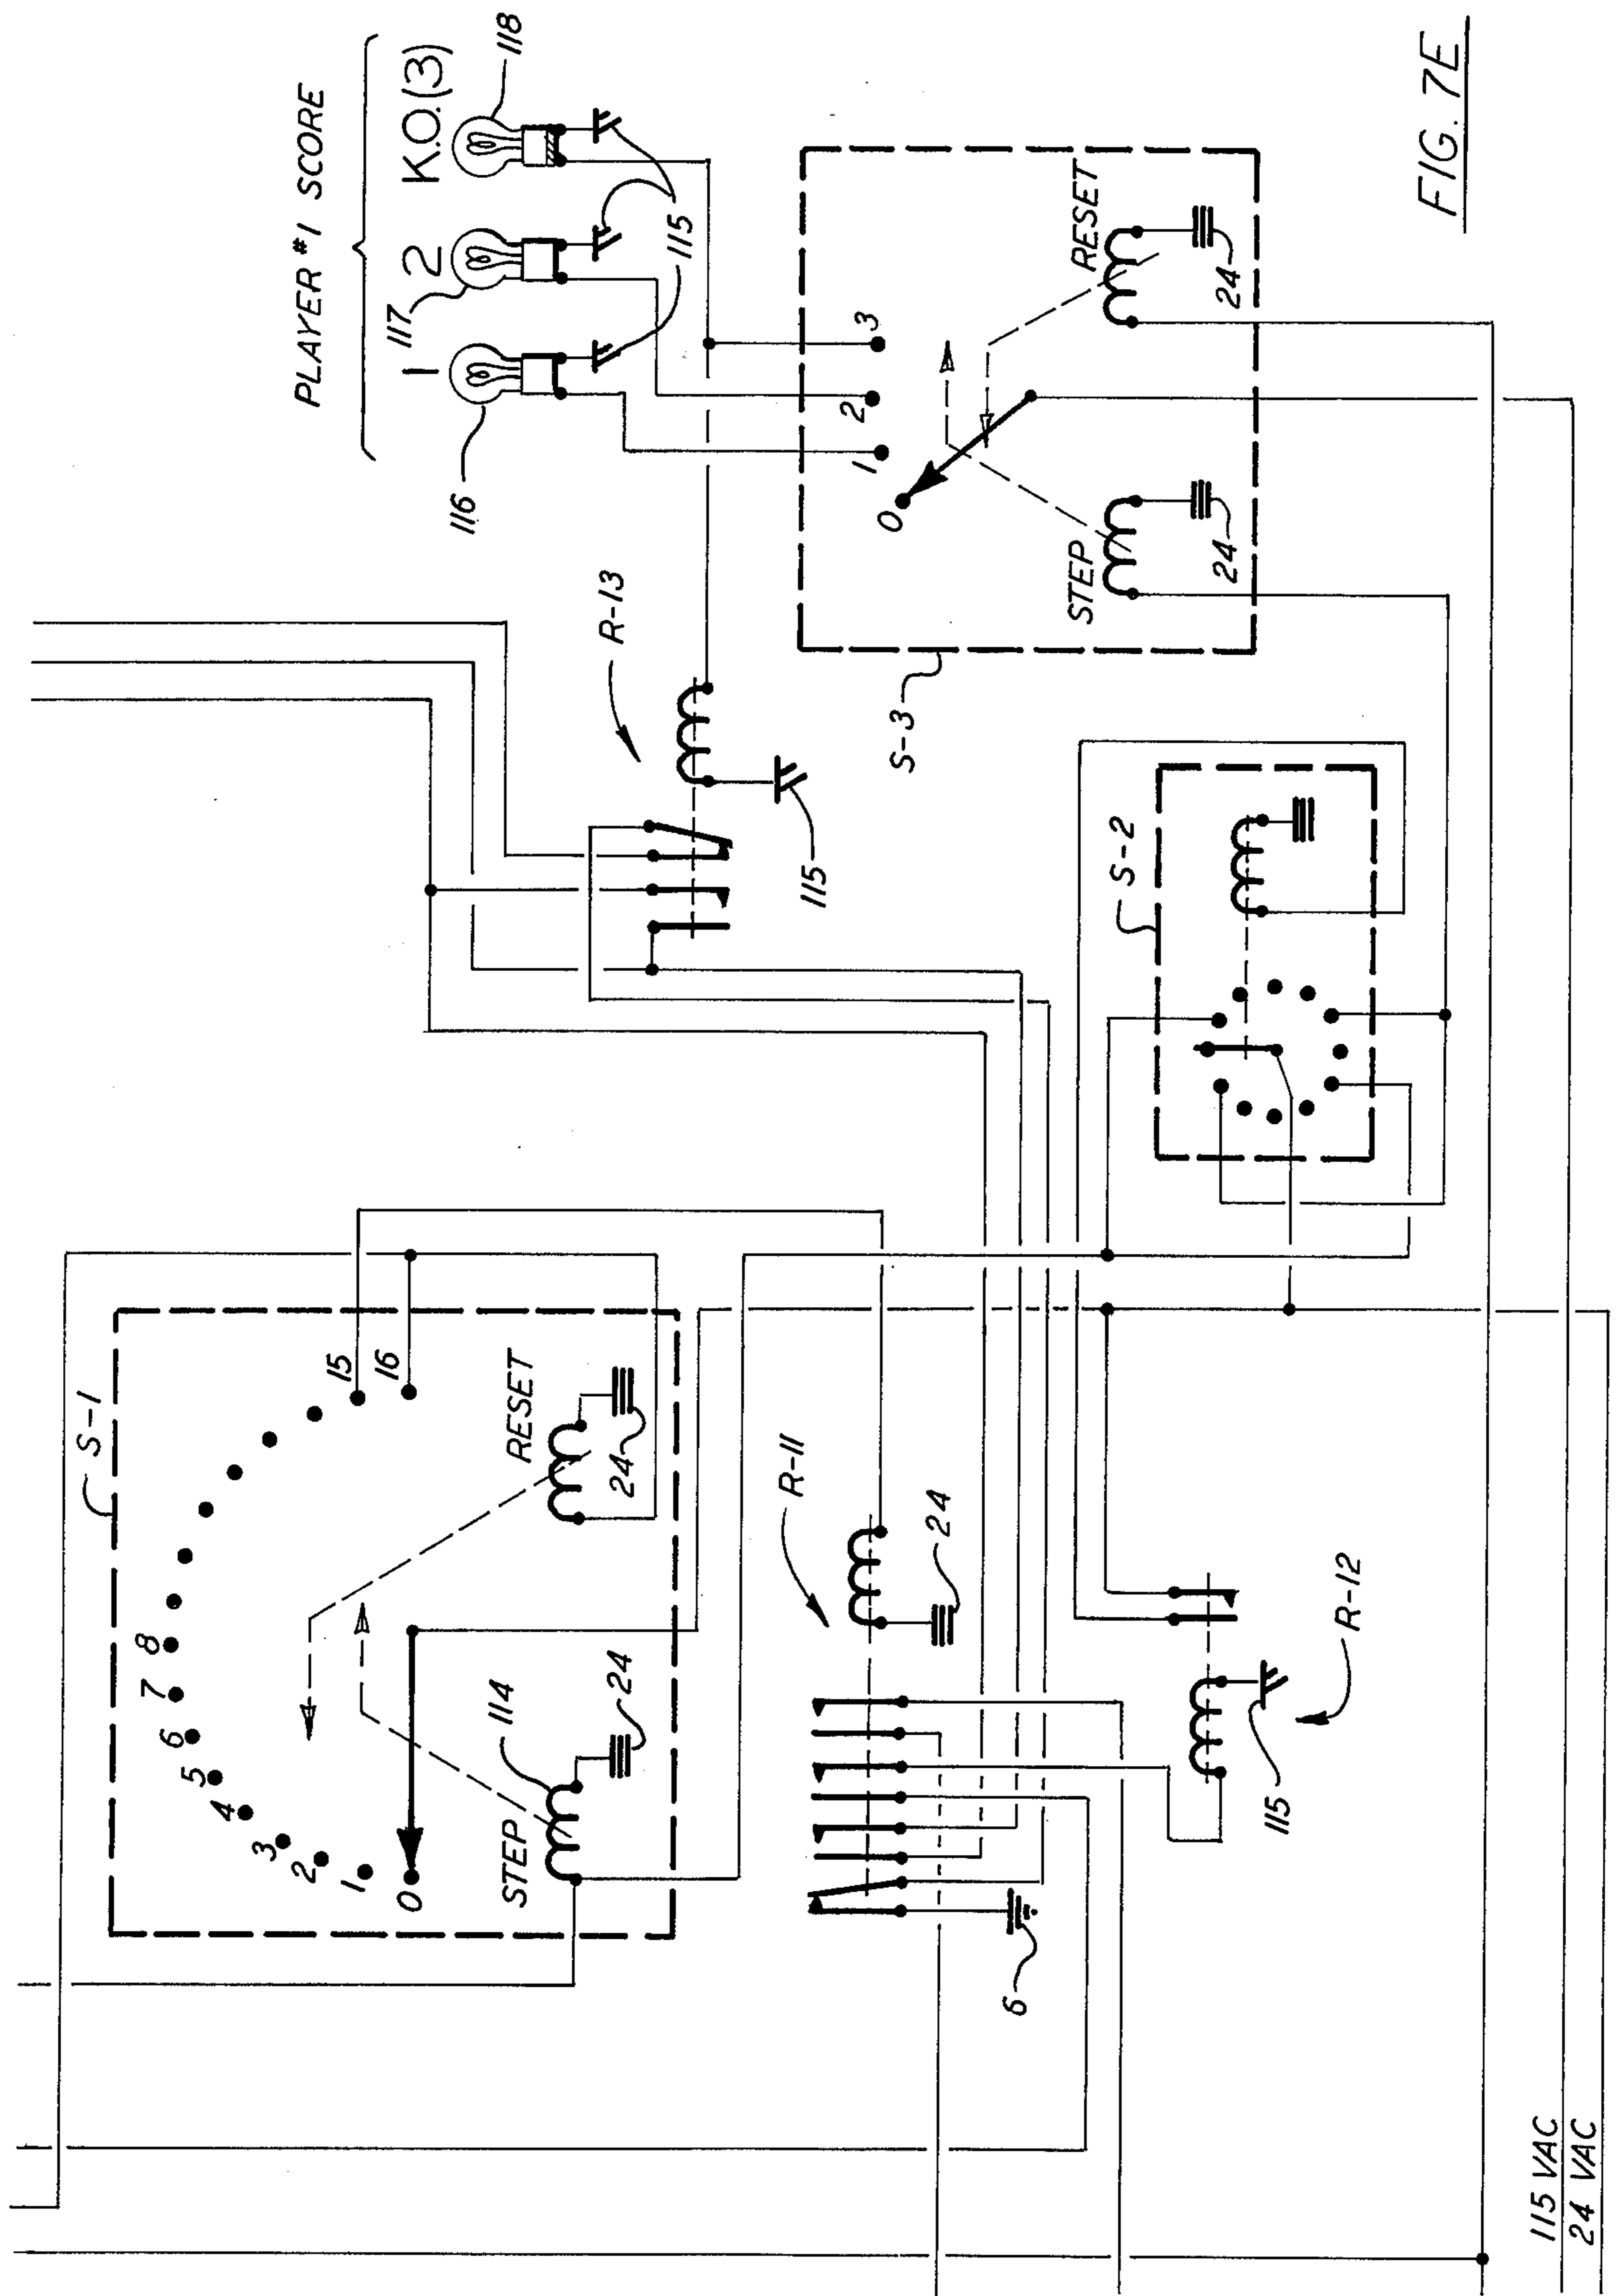 PLAYER #1 SCORE
1
2
K.O.(3)
116
117
118
115
R-13
115
S-1
0
1
2
3
4
5
6
7
8
15
16
STEP
114
24
RESET
24
S-3
0
1
2
3
STEP
24
RESET
24
R-11
24
6
S-2
R-12
115
115 VAC
24 VAC
FIG. 7E